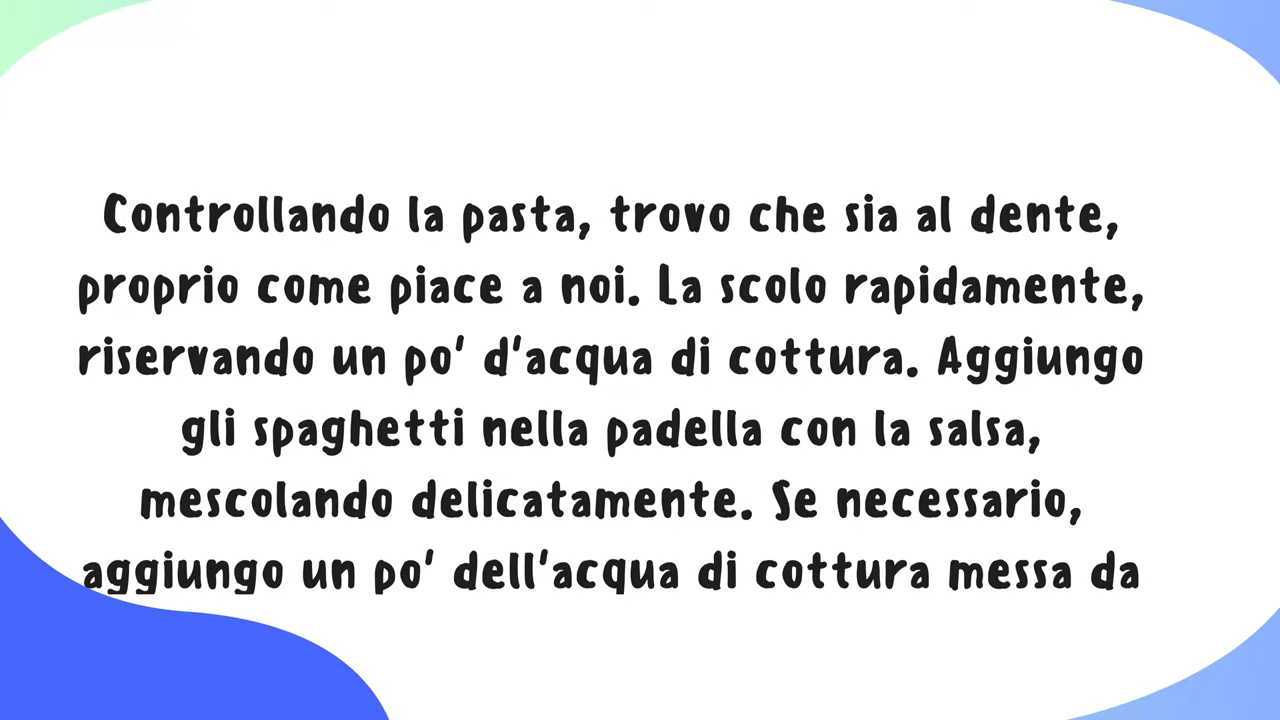 Controllando la pasta, trovo che sia al dente,
proprio come piace a noi. La scolo rapidamente,
riservando un po' d'acqua di cottura. Aggiungo
gli spaghetti nella padella con la salsa,
mescolando delicatamente. Se necessario,
aggiungo un po' dell'acqua di cottura messa da